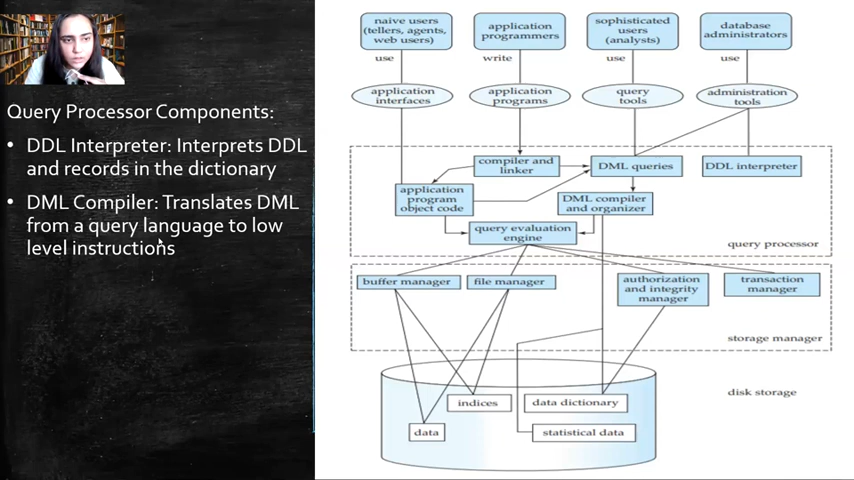 Query Processor Components:
• DDL Interpreter: Interprets DDL
and records in the dictionary
• DML Compiler: Translates DML
from a query language to low
level instructions
naive users
(tellers, agents,
web users)
application
programmers
sophisticated
users
(analysts)
database
administrators
use
write
use
use
application
interfaces
application
programs
query
tools
administration
tools
compiler and
linker
DML queries
DDL interpreter
application
program
object code
DML compiler
and organizer
query evaluation
engine
query processor
buffer manager
file manager
authorization
and integrity
manager
transaction
manager
storage manager
disk storage
indices
data dictionary
data
statistical data